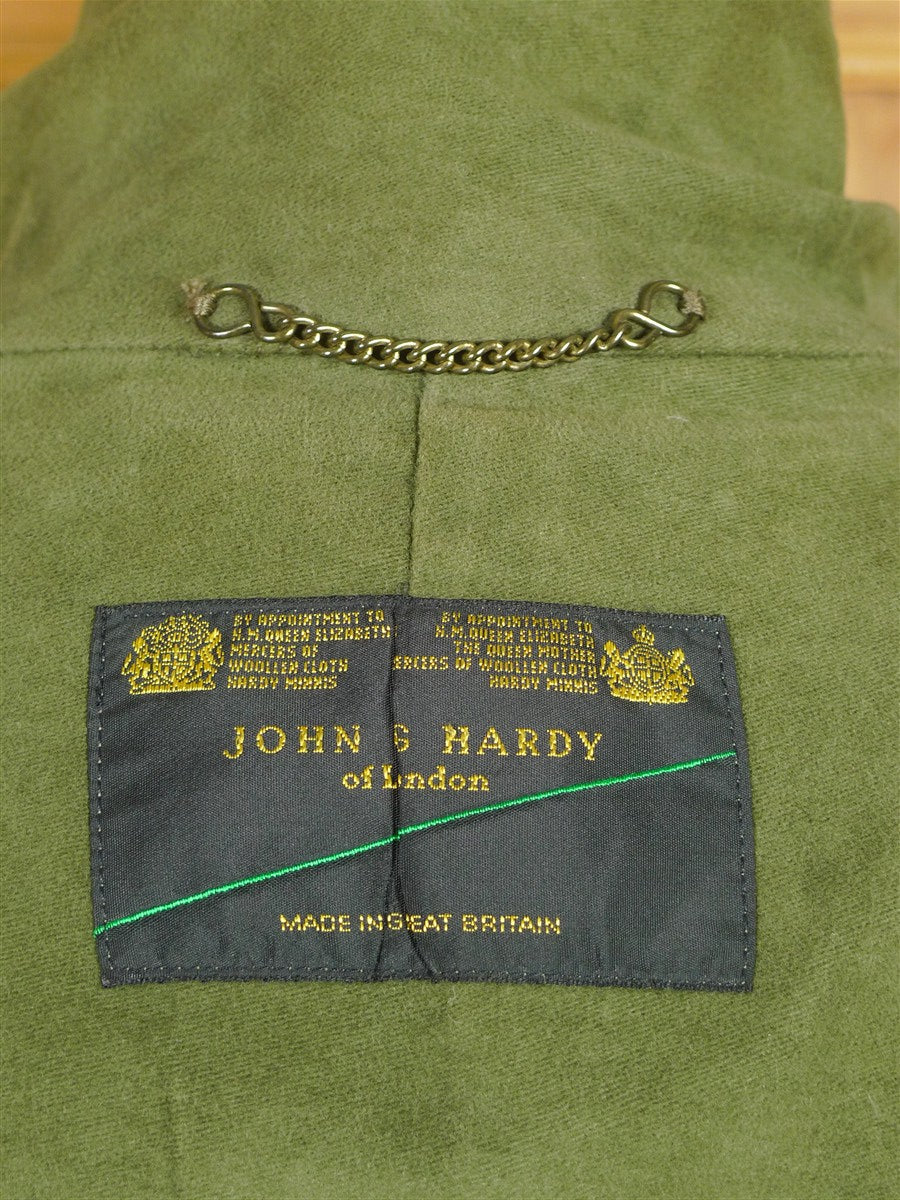 BY APPOINTMENT TO
H.M. QUEEN ELIZABETH
MERCERS OF
WOOLLEN CLOTH
HARDY MINNIS
BY APPOINTMENT TO
H.M. QUEEN ELIZABETH
THE QUEEN MOTHER
ERCERS OF WOOLLEN CLOTH
HARDY MINNIS
JOHN G HARDY
of London
MADE IN GREAT BRITAIN